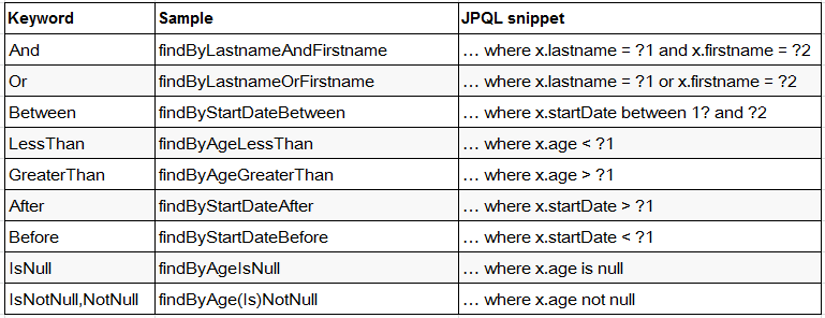 Keyword Sample JPQL snippet
And findByLastnameAndFirstname … where x.lastname = ?1 and x.firstname = ?2
Or findByLastnameOrFirstname … where x.lastname = ?1 or x.firstname = ?2
Between findByStartDateBetween … where x.startDate between 1? and ?2
LessThan findByAgeLessThan … where x.age < ?1
GreaterThan findByAgeGreaterThan … where x.age > ?1
After findByStartDateAfter … where x.startDate > ?1
Before findByStartDateBefore … where x.startDate < ?1
IsNull findByAgeIsNull … where x.age is null
IsNotNull,NotNull findByAge(Is)NotNull … where x.age not null